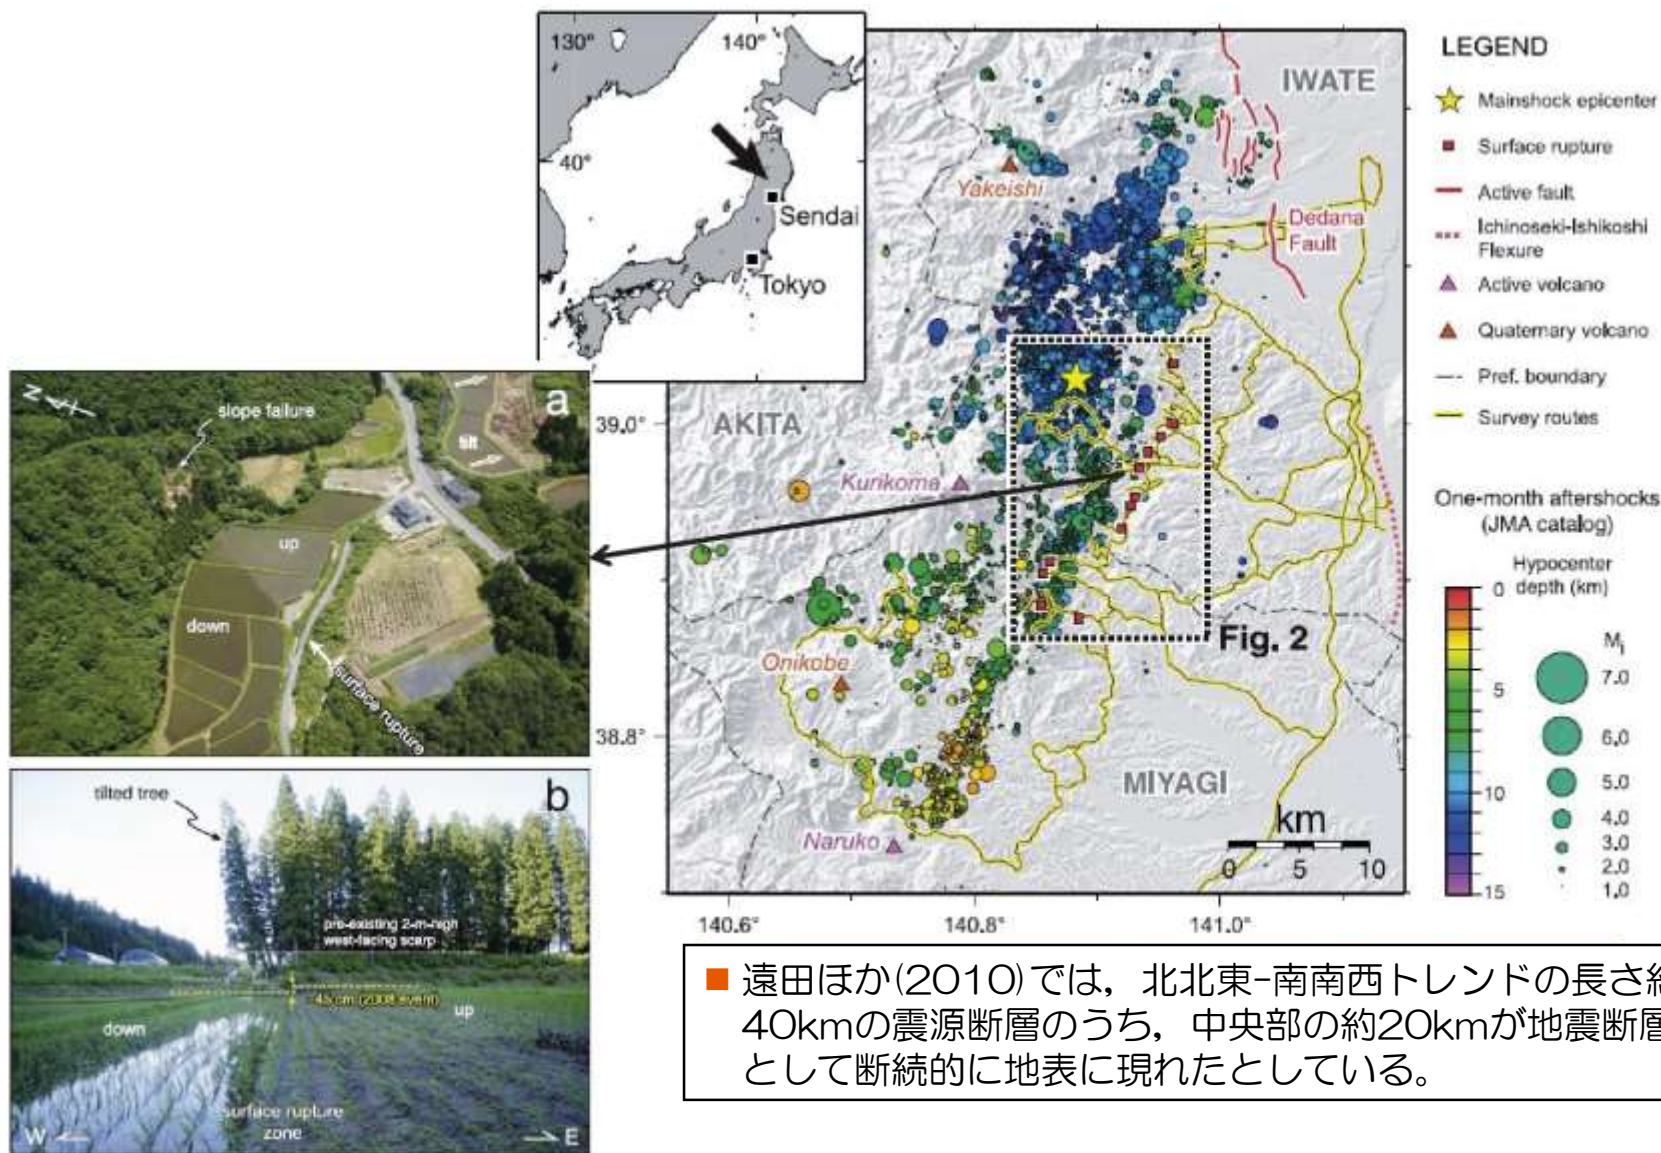 130°
140°
40°
Sendai
Tokyo
IWATE
Yakeishi
Dedana
Fault
39.0°
AKITA
Kurikoma
Fig. 2
Onikobe
38.8°
MIYAGI
Naruko
km
0 5 10
140.6° 140.8° 141.0°
LEGEND
Mainshock epicenter
Surface rupture
Active fault
Ichinoseki-Ishikoshi
Flexure
Active volcano
Quaternary volcano
Pref. boundary
Survey routes
One-month aftershocks
(JMA catalog)
Hypocenter
depth (km)
0
5
10
15
Mj
7.0
6.0
5.0
4.0
3.0
2.0
1.0
a
N
slope failure
tilt
up
down
surface rupture
b
tilted tree
pre-existing 2-m-high
west-facing scarp
45 cm (2008 event)
down
up
surface rupture
zone
W
E
■ 遠田ほか(2010)では，北北東-南南西トレンドの長さ
40kmの震源断層のうち，中央部の約20kmが地震断層
として断続的に地表に現れたとしている。